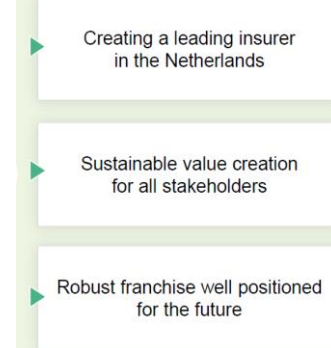 Creating a leading insurer
in the Netherlands
Sustainable value creation
for all stakeholders
Robust franchise well positioned
for the future